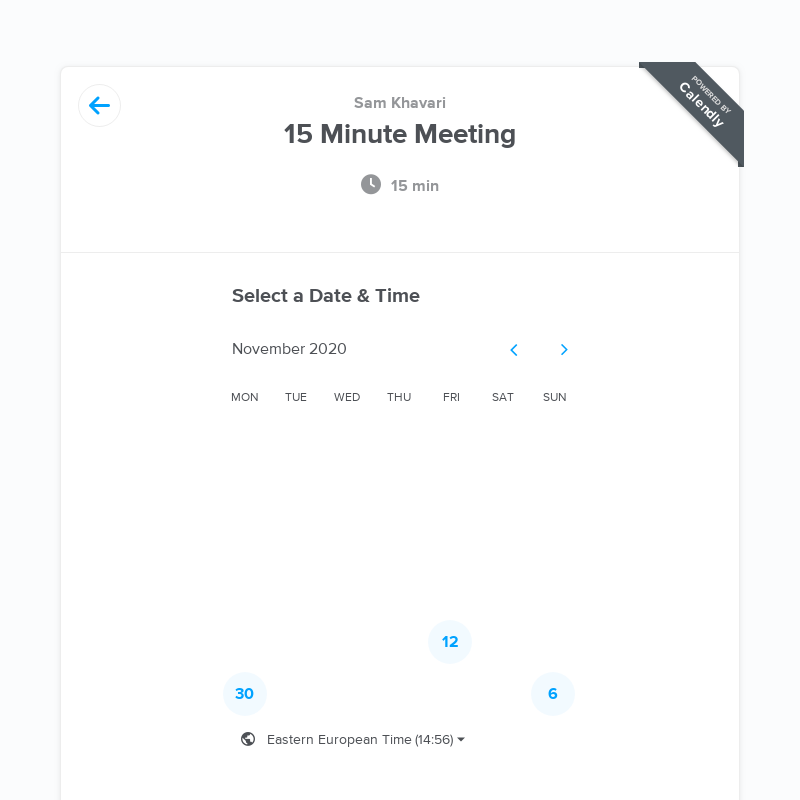 Sam Khavari
15 Minute Meeting
15 min
POWERED BY
Calendly
Select a Date & Time
November 2020
MON TUE WED THU FRI SAT SUN
12
30 6
Eastern European Time (14:56)